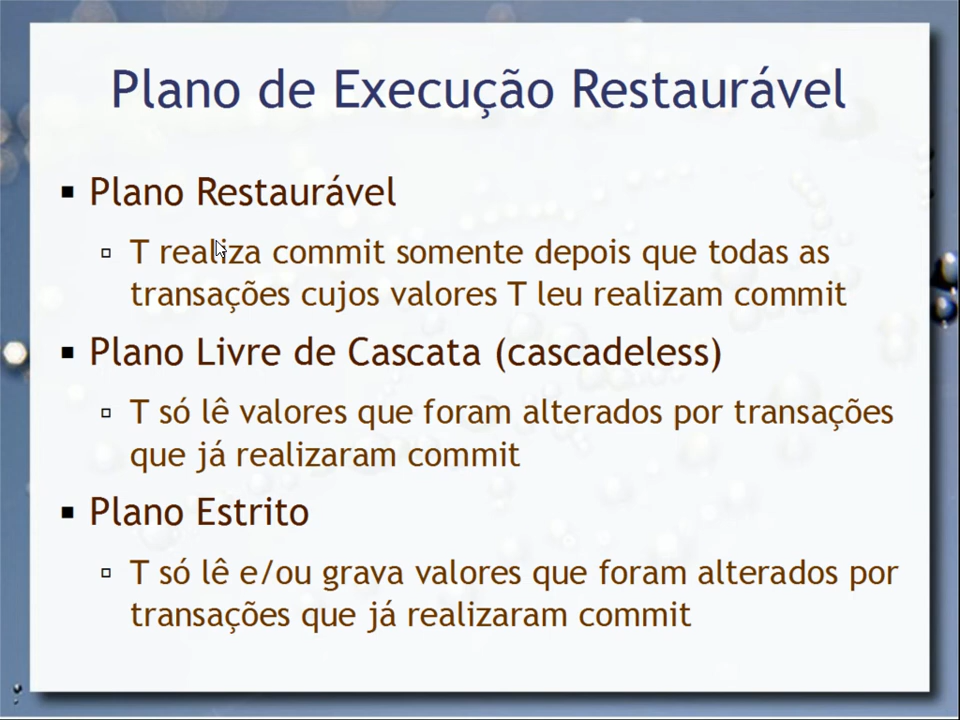 Plano de Execução Restaurável
Plano Restaurável
T realiza commit somente depois que todas as
transações cujos valores T leu realizam commit
Plano Livre de Cascata (cascadeless)
T só lê valores que foram alterados por transações
que já realizaram commit
Plano Estrito
T só lê e/ou grava valores que foram alterados por
transações que já realizaram commit